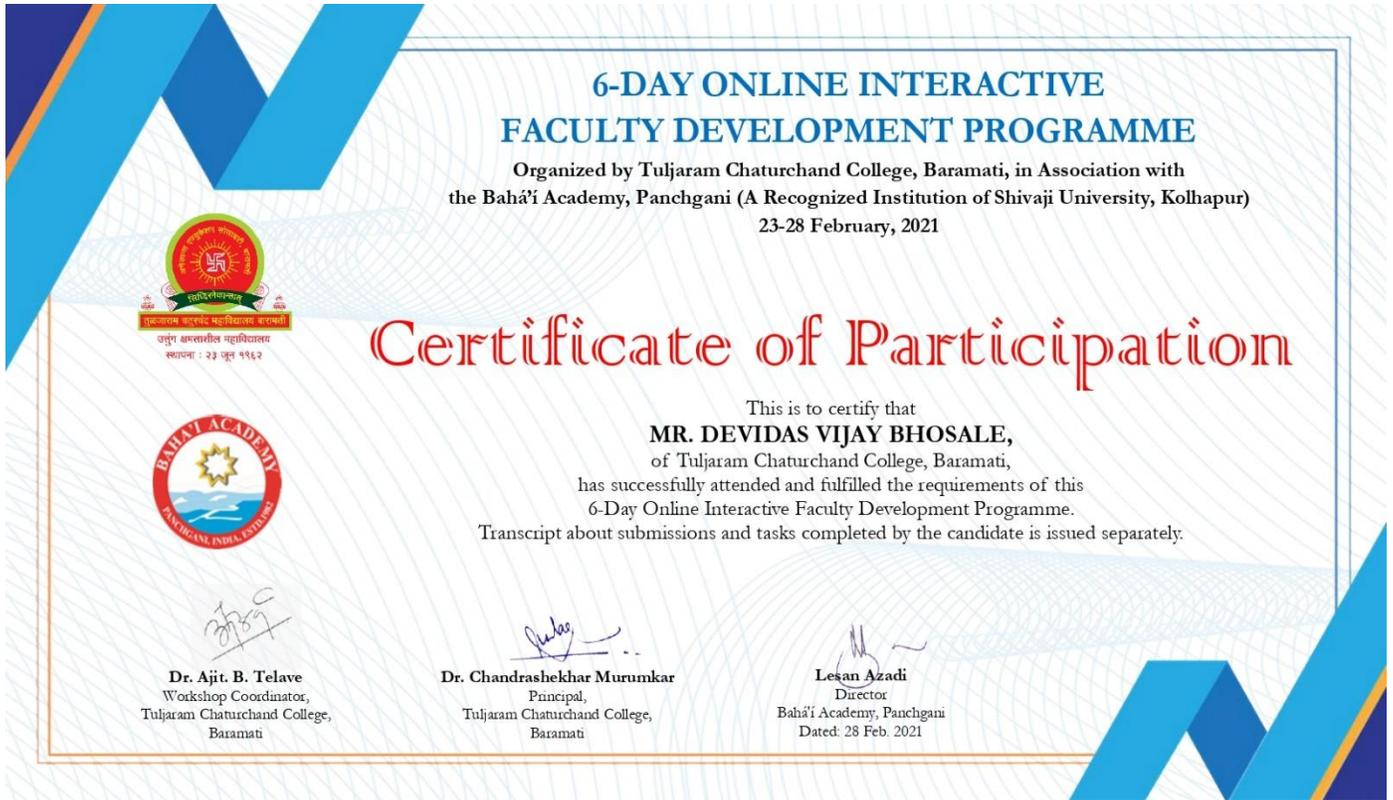 6-DAY ONLINE INTERACTIVE
FACULTY DEVELOPMENT PROGRAMME
Organized by Tuljaram Chaturchand College, Baramati, in Association with
the Bahá'í Academy, Panchgani (A Recognized Institution of Shivaji University, Kolhapur)
23-28 February, 2021
तुळजाराम चतुरचंद महाविद्यालय बारामती
उत्तुंग क्षमताशील महाविद्यालय
स्थापना : २३ जून १९६२
Certificate of Participation
This is to certify that
MR. DEVIDAS VIJAY BHOSALE,
of Tuljaram Chaturchand College, Baramati,
has successfully attended and fulfilled the requirements of this
6-Day Online Interactive Faculty Development Programme.
Transcript about submissions and tasks completed by the candidate is issued separately.
BAHA'I ACADEMY
PANCHGANI, INDIA, ESTD.1982
Dr. Ajit. B. Telave
Workshop Coordinator,
Tuljaram Chaturchand College,
Baramati
Dr. Chandrashekhar Murumkar
Principal,
Tuljaram Chaturchand College,
Baramati
Lesan Azadi
Director
Bahá'í Academy, Panchgani
Dated: 28 Feb. 2021